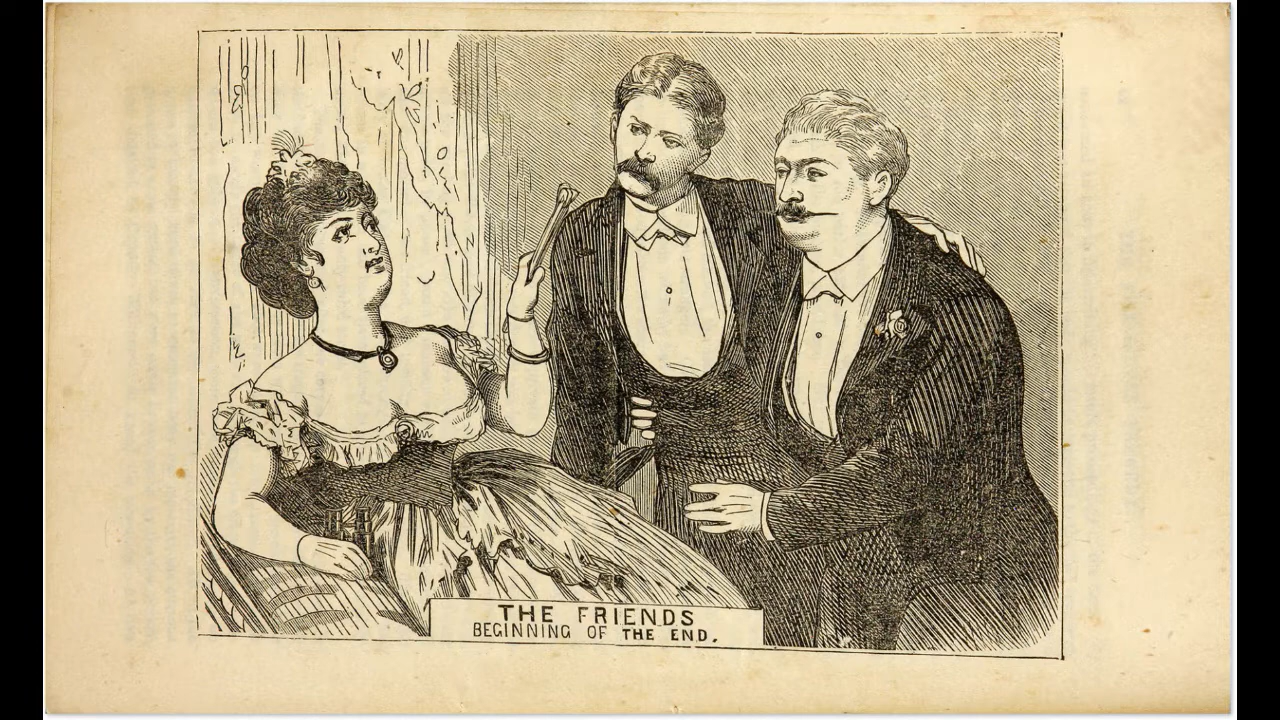 THE FRIENDS
BEGINNING OF THE END.